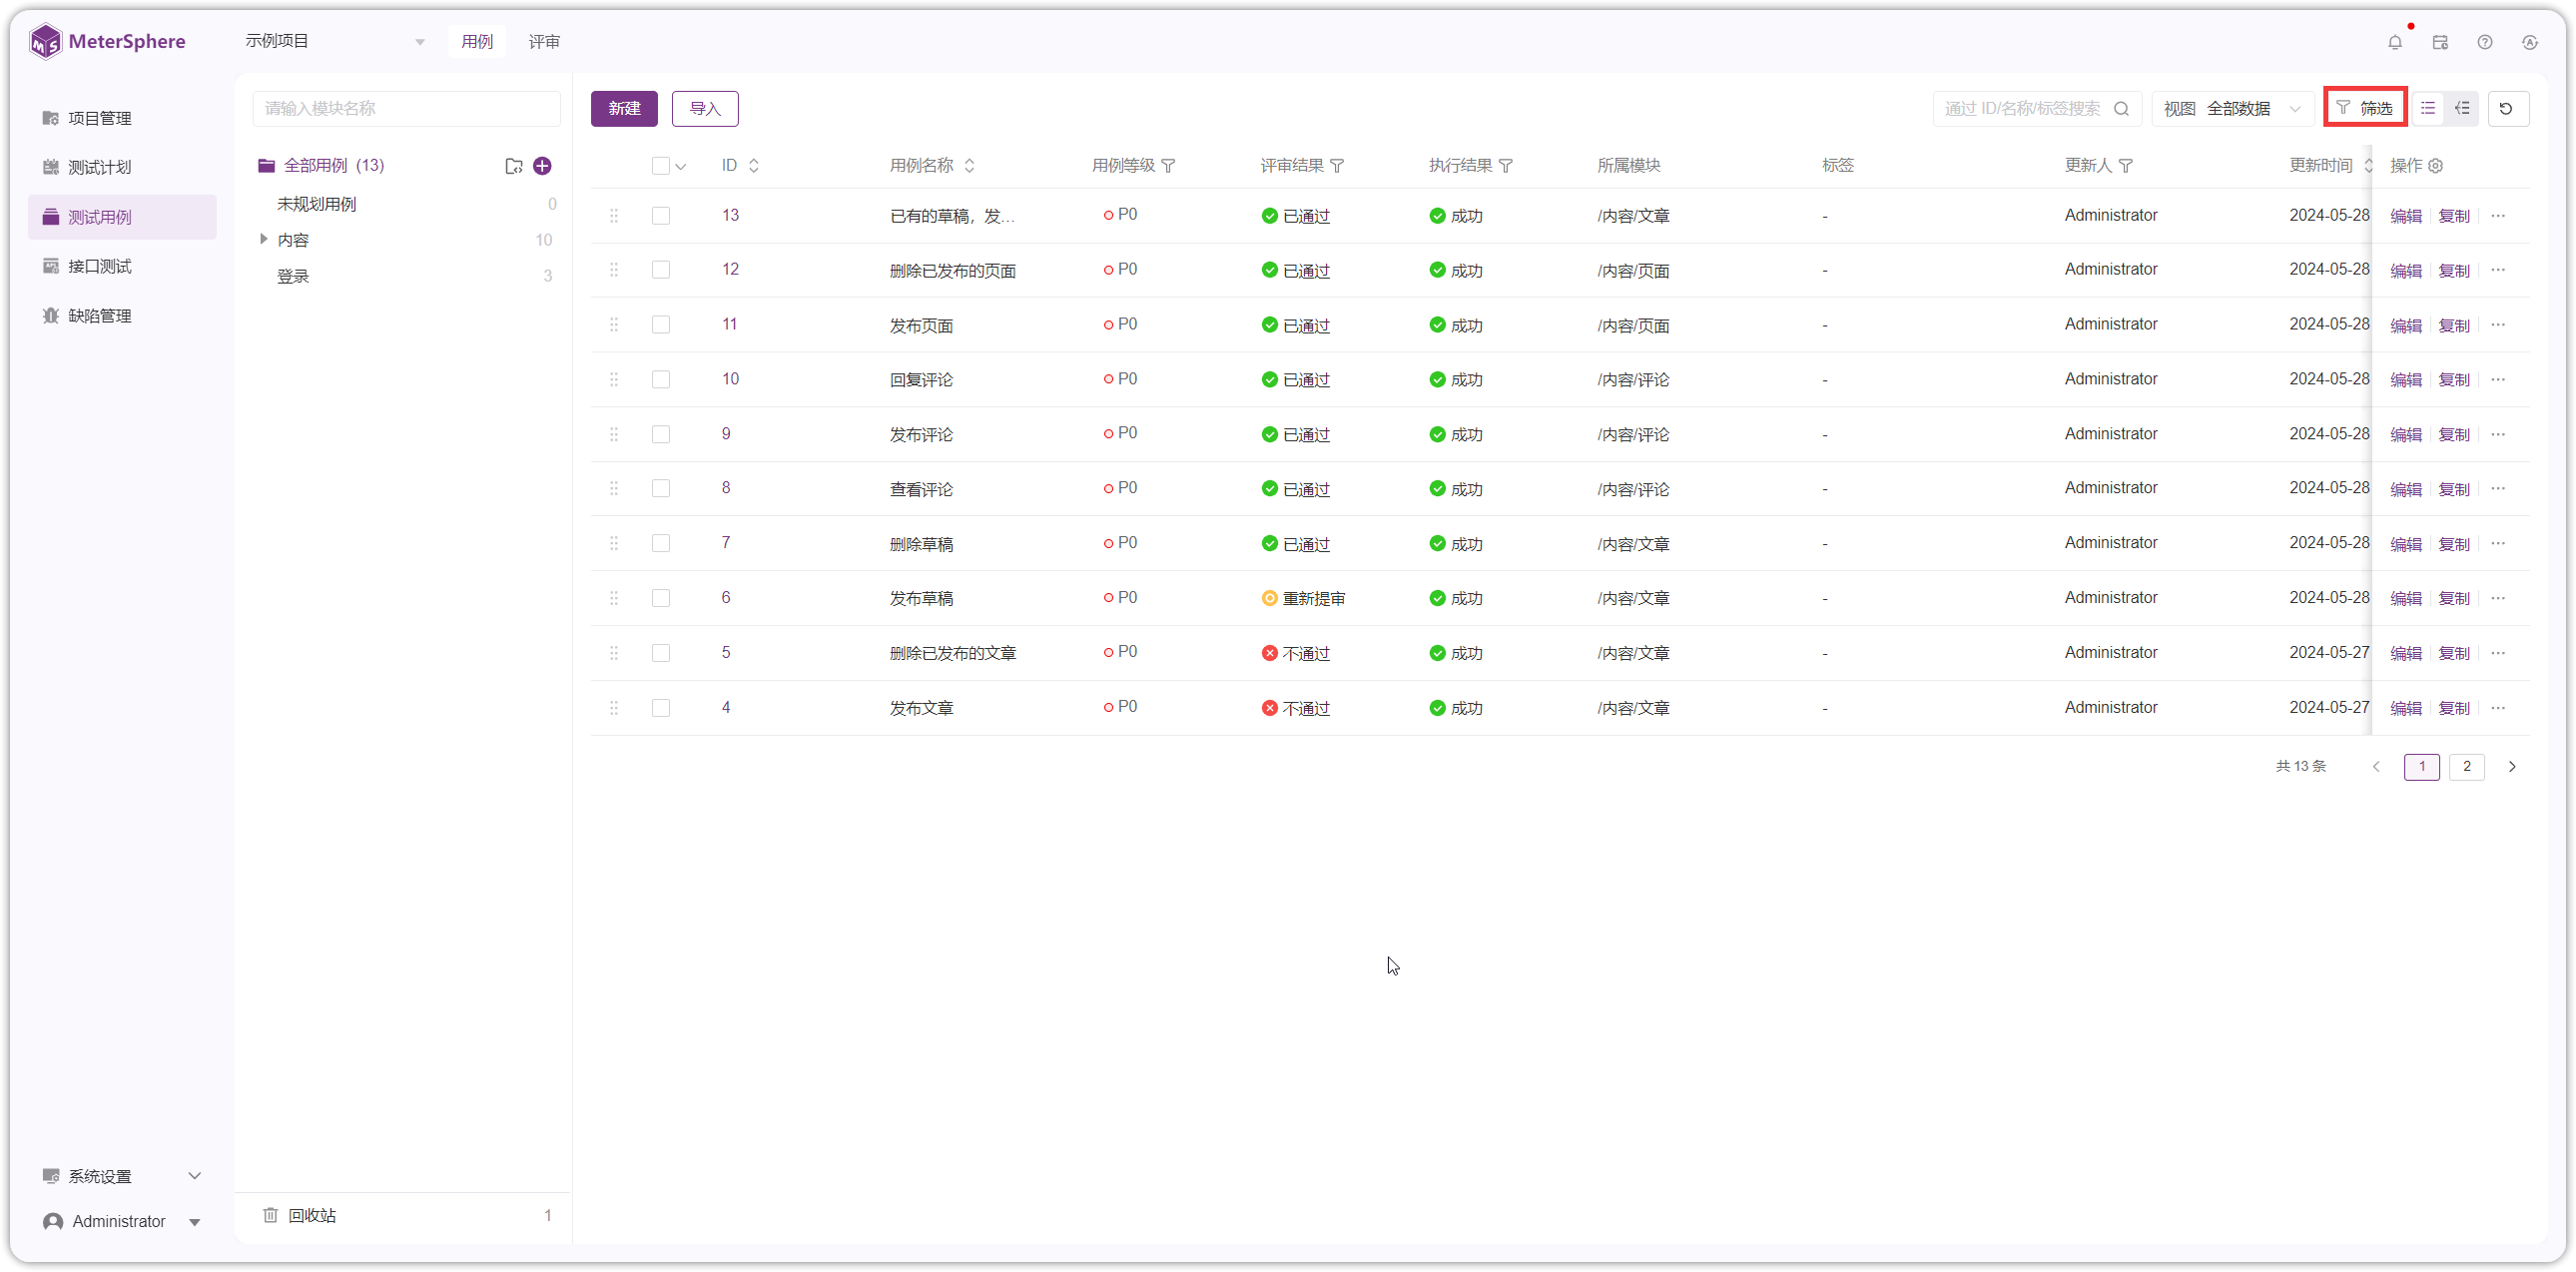 MeterSphere
示例项目
用例
评审
项目管理
测试计划
测试用例
接口测试
缺陷管理
请输入模块名称
全部用例 (13)
未规划用例 0
内容 10
登录 3
新建
导入
通过 ID/名称/标签搜索
视图 全部数据
筛选
ID 用例名称 用例等级 评审结果 执行结果 所属模块 标签 更新人 更新时间 操作
13 已有的草稿，发... P0 已通过 成功 /内容/文章 - Administrator 2024-05-28 编辑 复制 ...
12 删除已发布的页面 P0 已通过 成功 /内容/页面 - Administrator 2024-05-28 编辑 复制 ...
11 发布页面 P0 已通过 成功 /内容/页面 - Administrator 2024-05-28 编辑 复制 ...
10 回复评论 P0 已通过 成功 /内容/评论 - Administrator 2024-05-28 编辑 复制 ...
9 发布评论 P0 已通过 成功 /内容/评论 - Administrator 2024-05-28 编辑 复制 ...
8 查看评论 P0 已通过 成功 /内容/评论 - Administrator 2024-05-28 编辑 复制 ...
7 删除草稿 P0 已通过 成功 /内容/文章 - Administrator 2024-05-28 编辑 复制 ...
6 发布草稿 P0 重新提审 成功 /内容/文章 - Administrator 2024-05-28 编辑 复制 ...
5 删除已发布的文章 P0 不通过 成功 /内容/文章 - Administrator 2024-05-27 编辑 复制 ...
4 发布文章 P0 不通过 成功 /内容/文章 - Administrator 2024-05-27 编辑 复制 ...
共 13 条 1 2
系统设置
Administrator
回收站 1